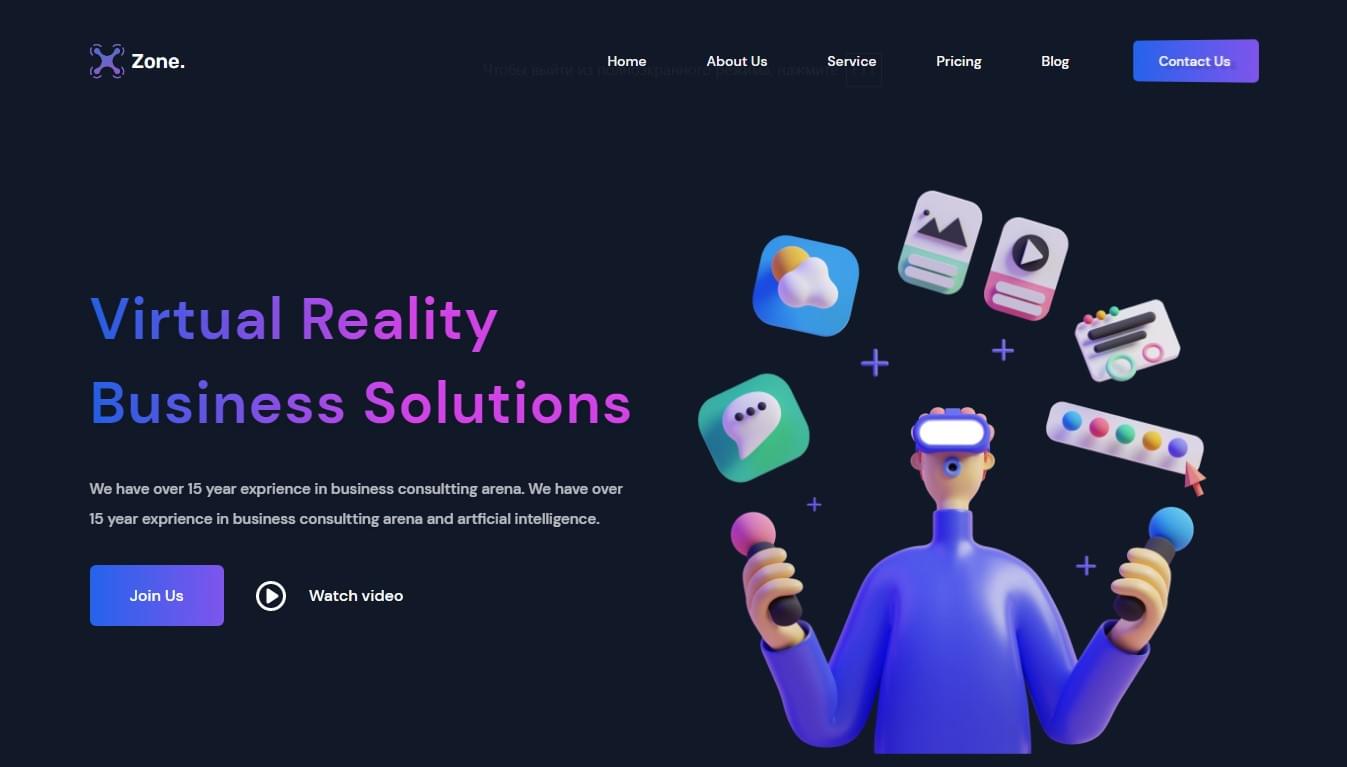 Zone.
Home
About Us
Service
Pricing
Blog
Contact Us
Чтобы выйти из полноэкранного режима, нажмите
Virtual Reality
Business Solutions
We have over 15 year exprience in business consultting arena. We have over
15 year exprience in business consultting arena and artficial intelligence.
Join Us
Watch video